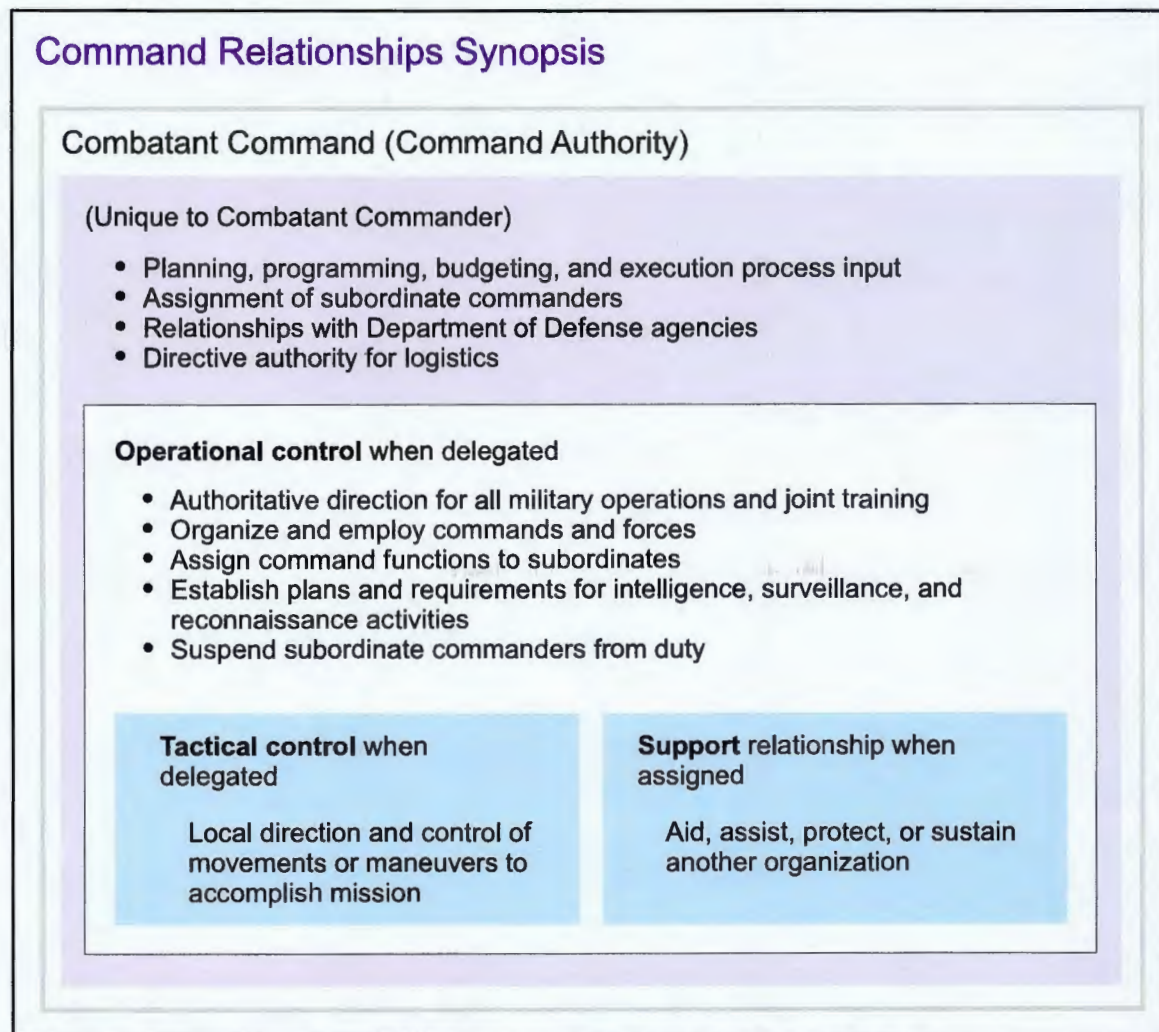 Command Relationships Synopsis
Combatant Command (Command Authority)
(Unique to Combatant Commander)
• Planning, programming, budgeting, and execution process input
• Assignment of subordinate commanders
• Relationships with Department of Defense agencies
• Directive authority for logistics
Operational control when delegated
• Authoritative direction for all military operations and joint training
• Organize and employ commands and forces
• Assign command functions to subordinates
• Establish plans and requirements for intelligence, surveillance, and
reconnaissance activities
• Suspend subordinate commanders from duty
Tactical control when
delegated
Local direction and control of
movements or maneuvers to
accomplish mission
Support relationship when
assigned
Aid, assist, protect, or sustain
another organization